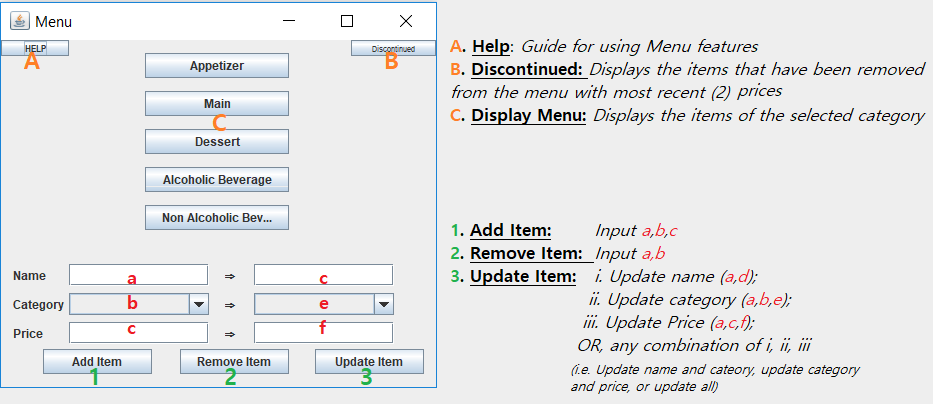 Menu
HELP
Discontinued
A
B
Appetizer
Main
C
Dessert
Alcoholic Beverage
Non Alcoholic Bev...
Name a ⇒ c
Category b ⇒ e
Price c ⇒ f
Add Item Remove Item Update Item
1 2 3
A. Help: Guide for using Menu features
B. Discontinued: Displays the items that have been removed
from the menu with most recent (2) prices
C. Display Menu: Displays the items of the selected category
1. Add Item: Input a,b,c
2. Remove Item: Input a,b
3. Update Item: i. Update name (a,d);
ii. Update category (a,b,e);
iii. Update Price (a,c,f);
OR, any combination of i, ii, iii
(i.e. Update name and cateory, update category
and price, or update all)